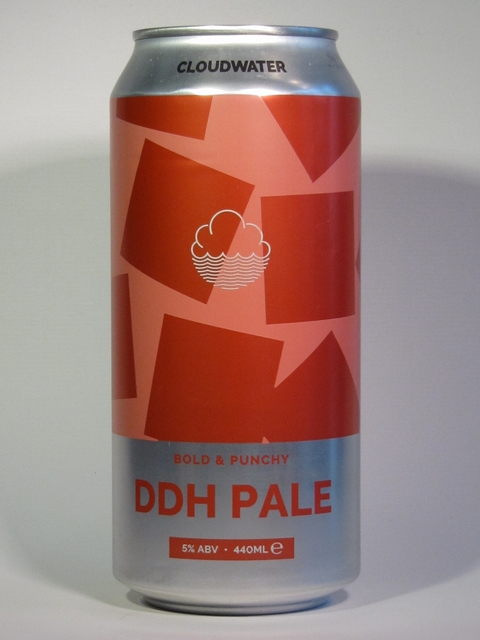 CLOUDWATER
BOLD & PUNCHY
DDH PALE
5% ABV • 440ML ℮